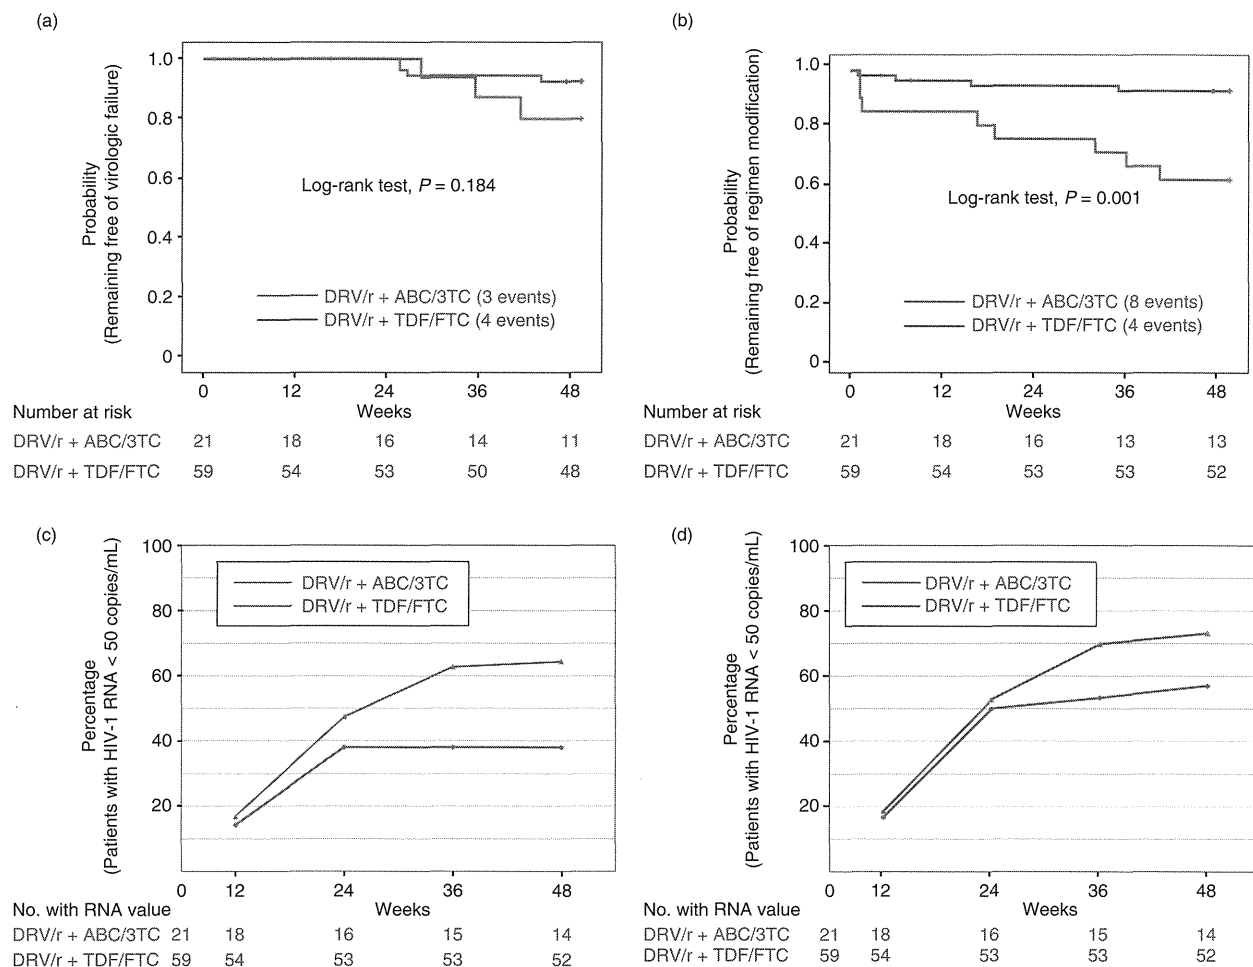 (a)
Probability
(Remaining free of virologic failure)
1.0
0.8
0.6
0.4
0.2
0
Log-rank test, P = 0.184
DRV/r + ABC/3TC (3 events)
DRV/r + TDF/FTC (4 events)
0 12 24 36 48
Number at risk Weeks
DRV/r + ABC/3TC 21 18 16 14 11
DRV/r + TDF/FTC 59 54 53 50 48
(b)
Probability
(Remaining free of regimen modification)
1.0
0.8
0.6
0.4
0.2
0
Log-rank test, P = 0.001
DRV/r + ABC/3TC (8 events)
DRV/r + TDF/FTC (4 events)
0 12 24 36 48
Number at risk Weeks
DRV/r + ABC/3TC 21 18 16 13 13
DRV/r + TDF/FTC 59 54 53 53 52
(c)
Percentage
(Patients with HIV-1 RNA < 50 copies/mL)
100
80
60
40
20
DRV/r + ABC/3TC
DRV/r + TDF/FTC
0 12 24 36 48
No. with RNA value Weeks
DRV/r + ABC/3TC 21 18 16 15 14
DRV/r + TDF/FTC 59 54 53 53 52
(d)
Percentage
(Patients with HIV-1 RNA < 50 copies/mL)
100
80
60
40
20
DRV/r + ABC/3TC
DRV/r + TDF/FTC
0 12 24 36 48
No. with RNA value Weeks
DRV/r + ABC/3TC 21 18 16 15 14
DRV/r + TDF/FTC 59 54 53 53 52